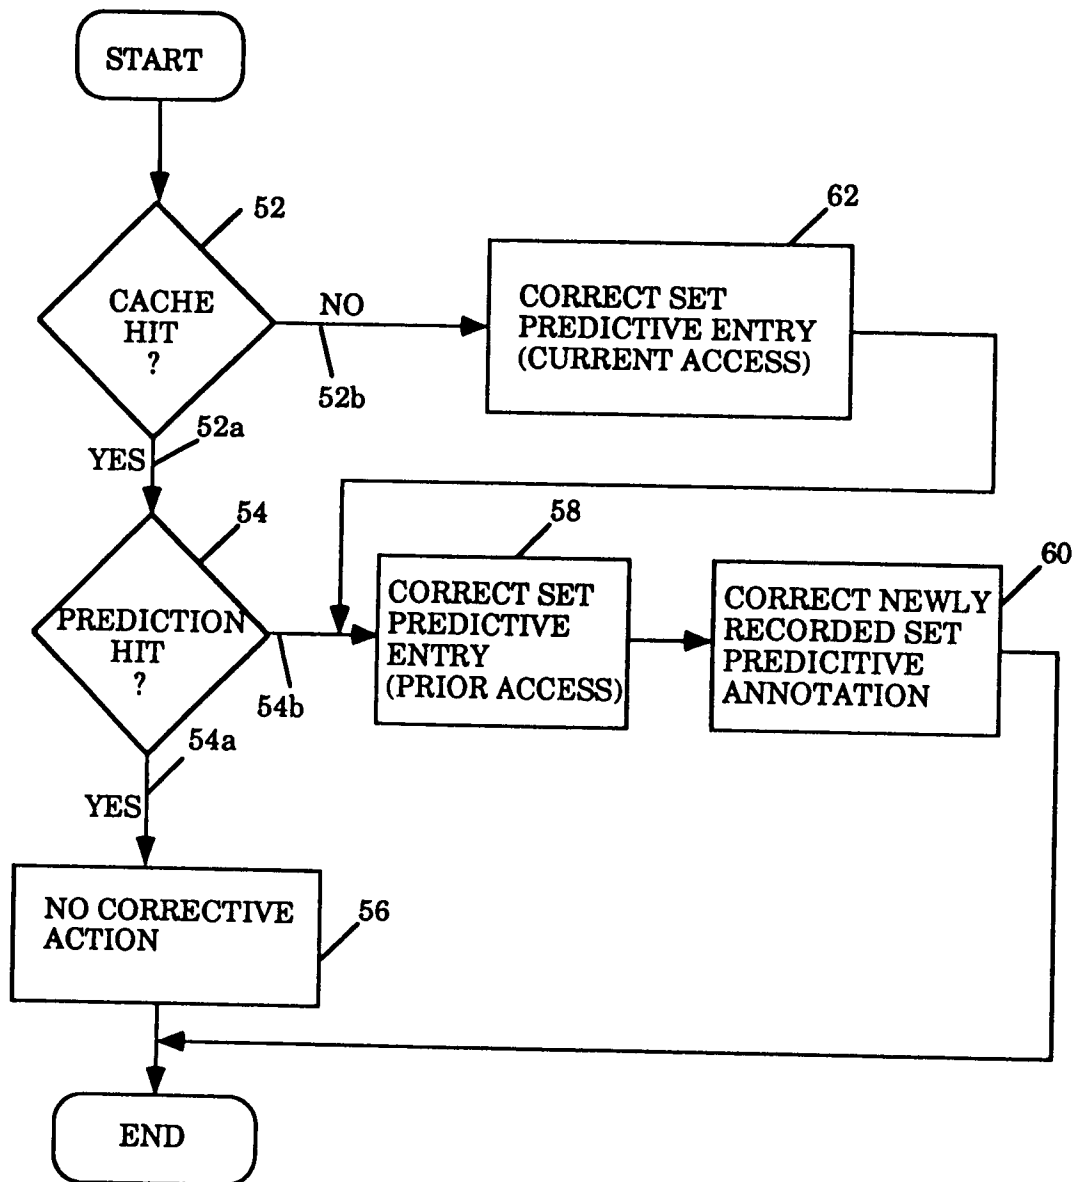 START
52
62
CACHE
HIT
?
NO
52b
CORRECT SET
PREDICTIVE ENTRY
(CURRENT ACCESS)
52a
YES
54
58
60
PREDICTION
HIT
?
54b
CORRECT SET
PREDICTIVE
ENTRY
(PRIOR ACCESS)
CORRECT NEWLY
RECORDED SET
PREDICITIVE
ANNOTATION
54a
YES
NO CORRECTIVE
ACTION
56
END